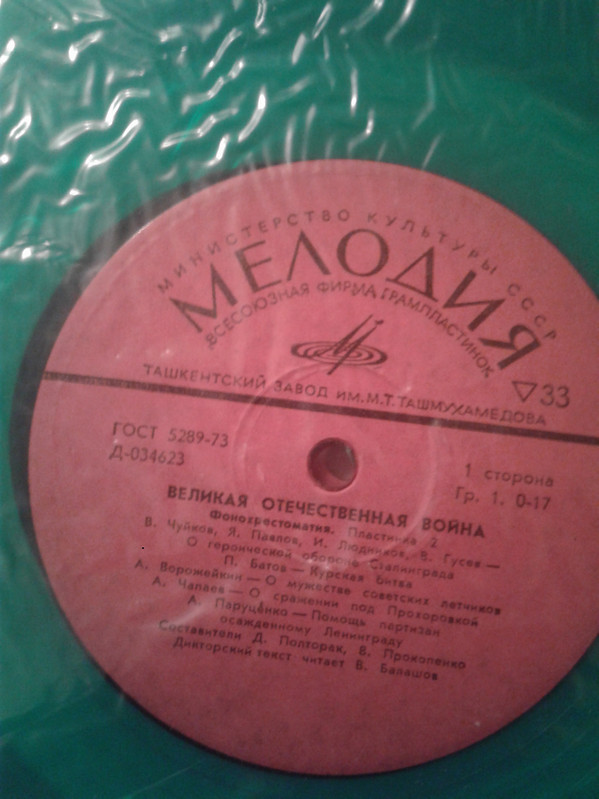 МИНИСТЕРСТВО КУЛЬТУРЫ СССР
МЕЛОДИЯ
ВСЕСОЮЗНАЯ ФИРМА ГРАМПЛАСТИНОК
ТАШКЕНТСКИЙ ЗАВОД ИМ. М.Т. ТАШМУХАМЕДОВА
▽33
ГОСТ 5289-73
Д-034623
1 сторона
Гр. 1. 0-17
ВЕЛИКАЯ ОТЕЧЕСТВЕННАЯ ВОЙНА
Фонохрестоматия. Пластинка 2
В. Чуйков, Я. Павлов, И. Людников, В. Гусев —
О героической обороне Сталинграда
П. Батов — Курская битва
А. Ворожейкин — О мужестве советских летчиков
А. Чапаев — О сражении под Прохоровкой
А. Паруценко — Помощь партизан
осажденному Ленинграду
Составители Д. Полторак, В. Прокопенко
Дикторский текст читает В. Балашов